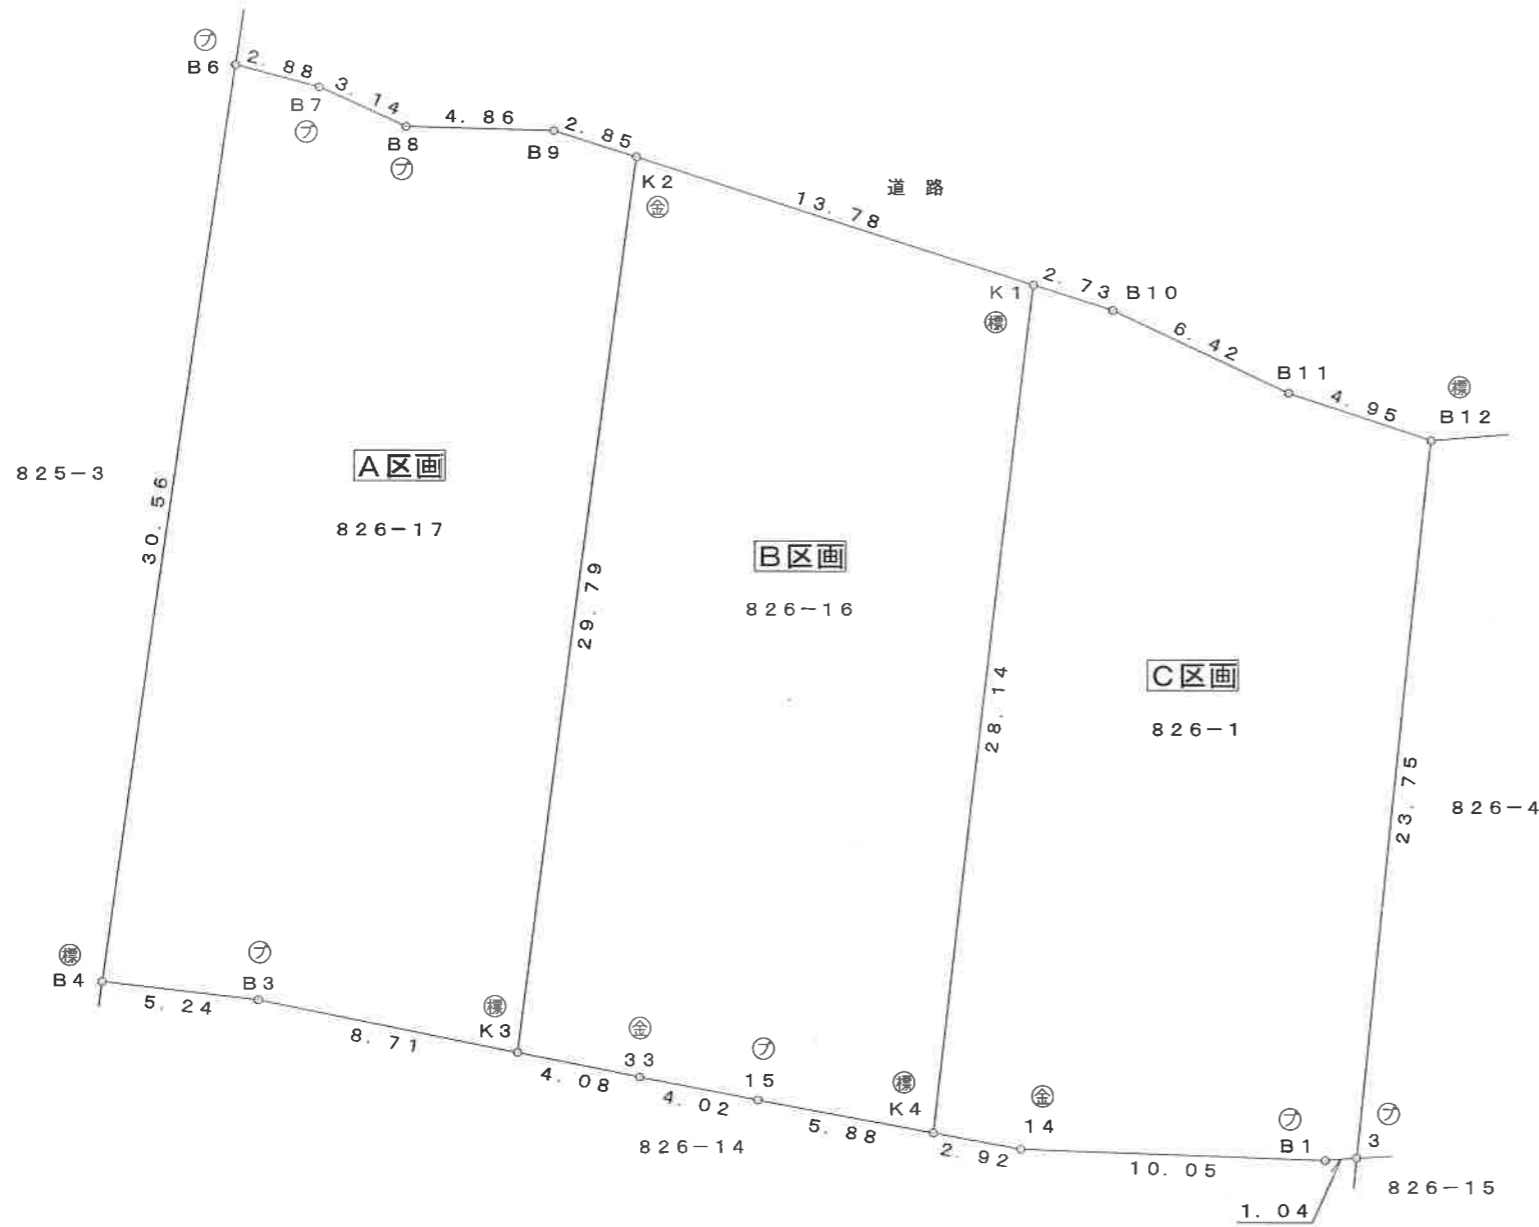 プ
B6
2.88
B7
プ
3.14
B8
プ
4.86
B9
2.85
K2
金
13.78
道路
K1
標
2.73
B10
6.42
B11
4.95
標
B12
825-3
30.56
A区画
826-17
29.79
B区画
826-16
28.14
C区画
826-1
23.75
826-4
標
B4
5.24
プ
B3
8.71
標
K3
4.08
金
33
4.02
プ
15
5.88
標
K4
2.92
金
14
10.05
プ
B1
プ
3
826-14
1.04
826-15